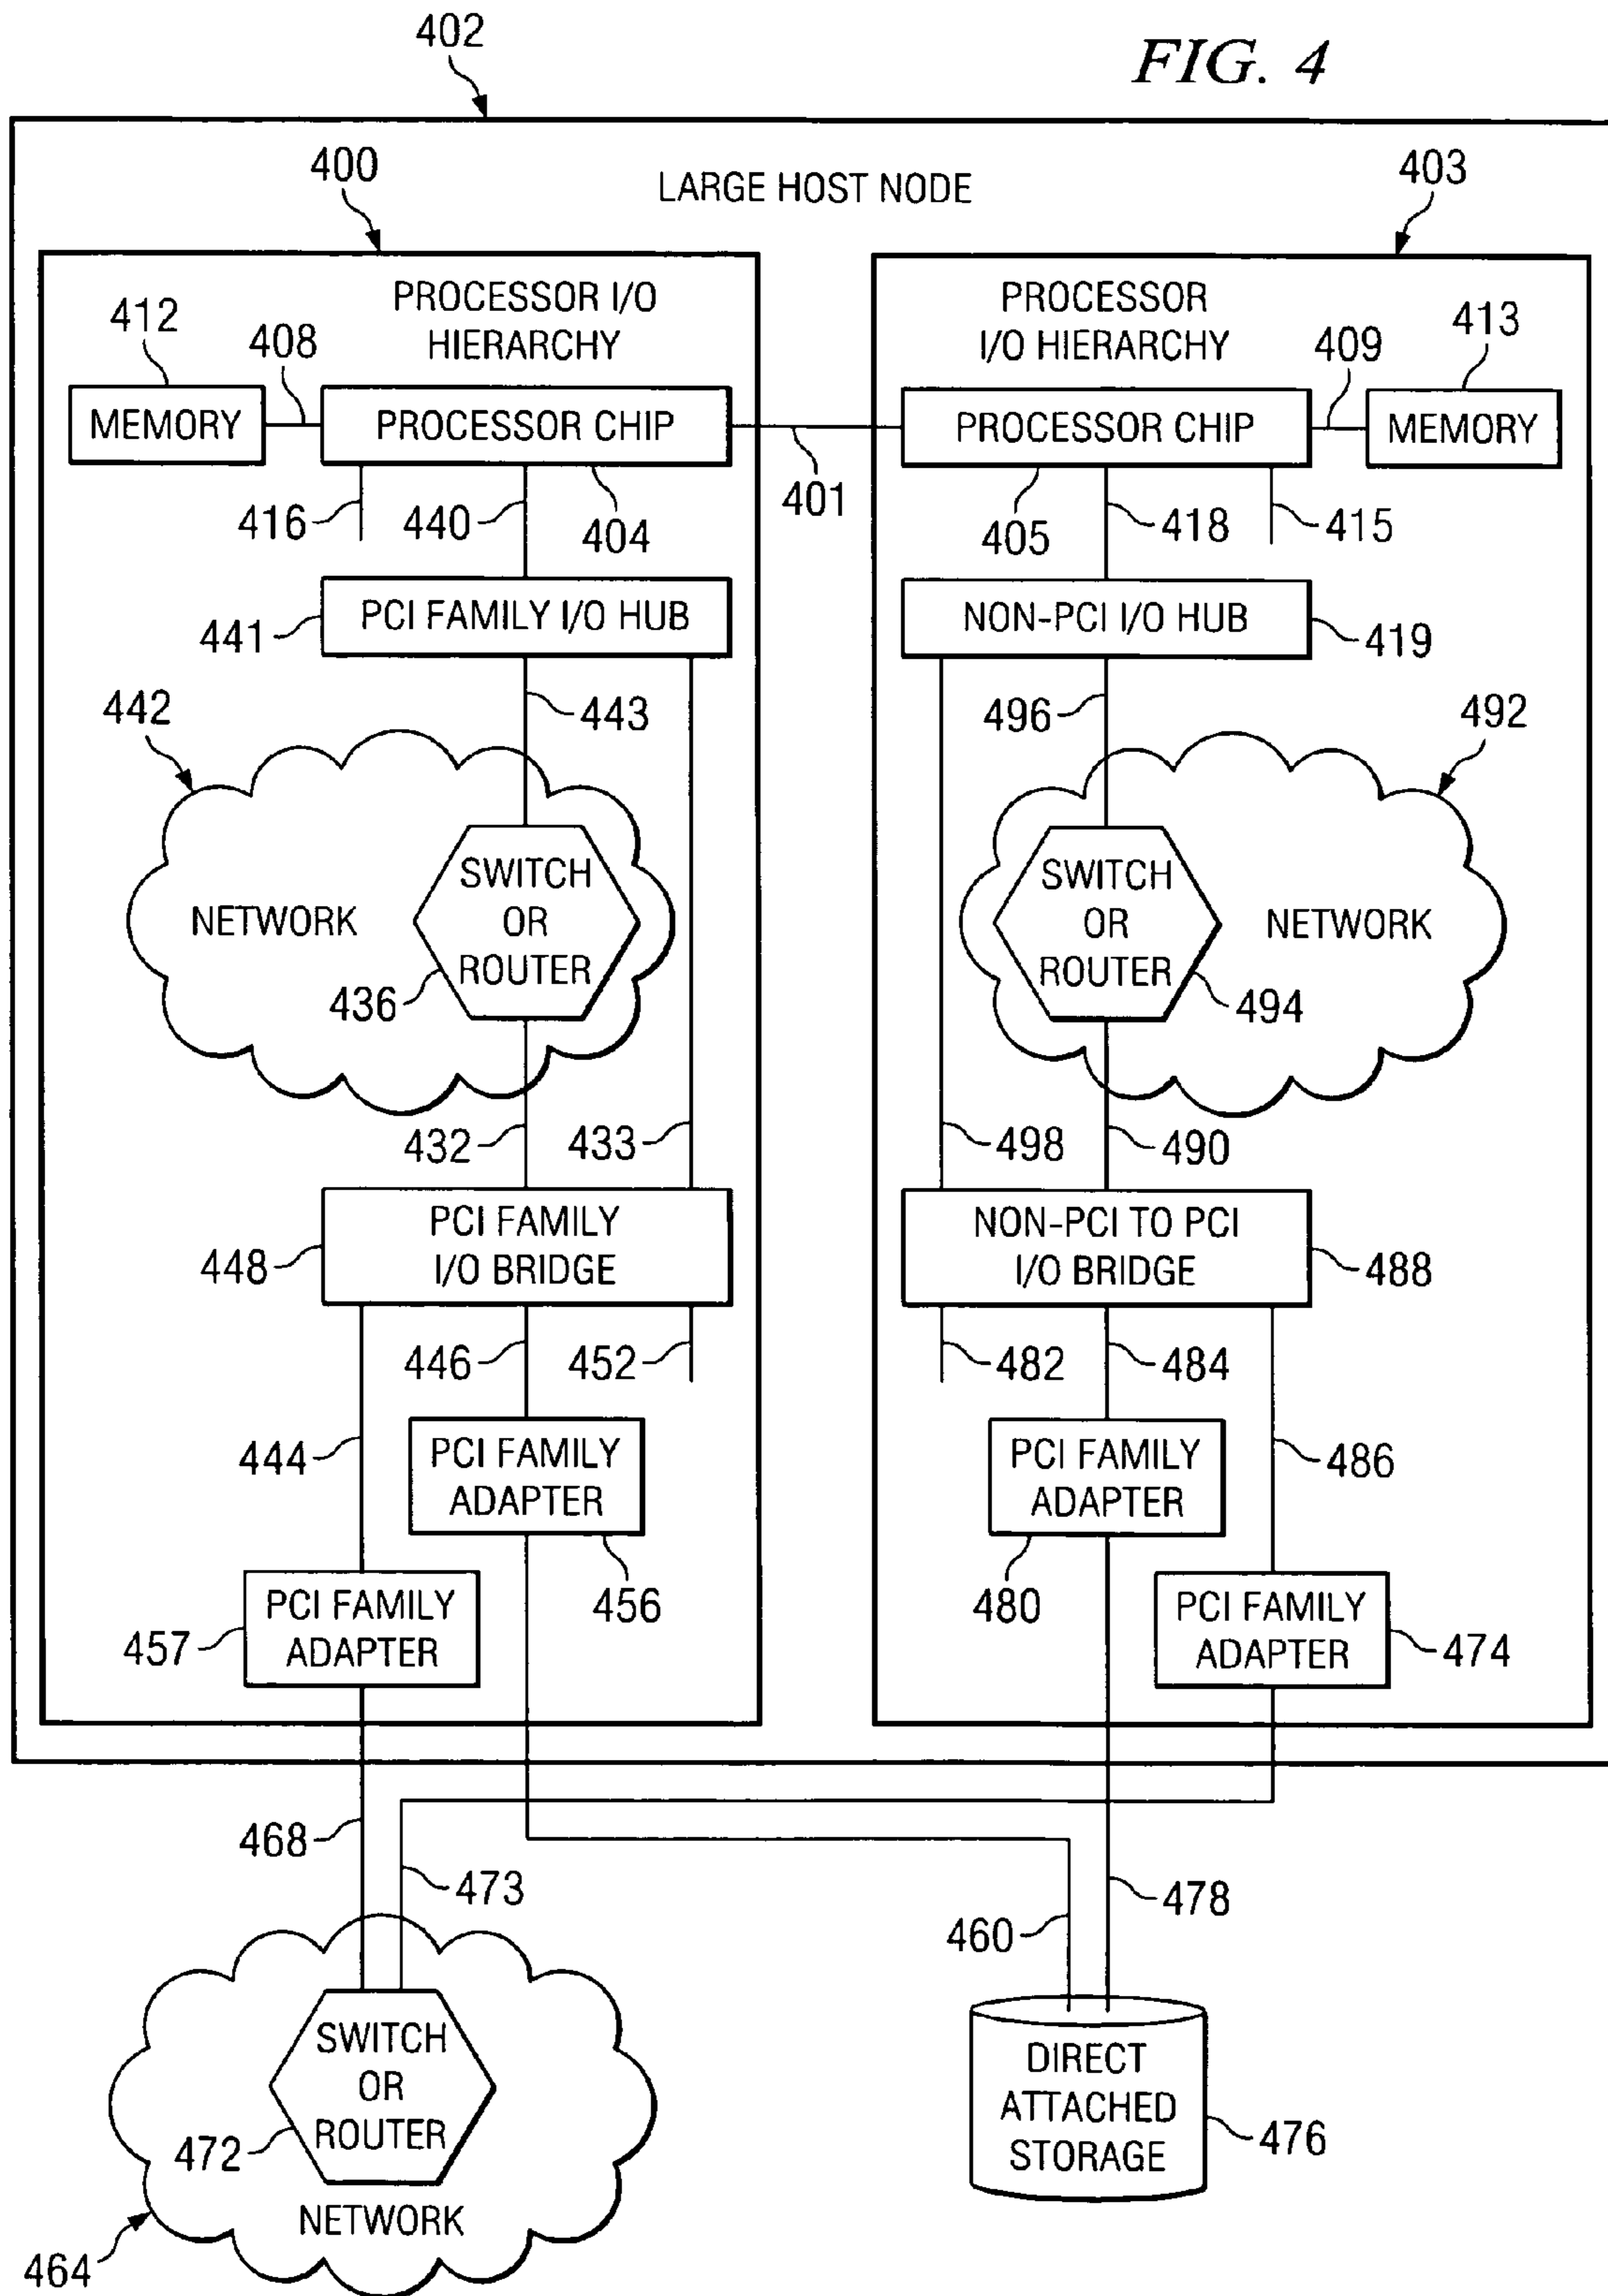 402
FIG. 4
400
LARGE HOST NODE
403
PROCESSOR I/O
HIERARCHY
PROCESSOR
I/O HIERARCHY
412
408
409
413
MEMORY
PROCESSOR CHIP
PROCESSOR CHIP
MEMORY
401
416
440
404
405
418
415
PCI FAMILY I/O HUB
441
NON-PCI I/O HUB
419
442
443
496
492
NETWORK
SWITCH
OR
ROUTER
436
SWITCH
OR
ROUTER
494
NETWORK
432
433
498
490
PCI FAMILY
I/O BRIDGE
448
NON-PCI TO PCI
I/O BRIDGE
488
446
452
482
484
444
PCI FAMILY
ADAPTER
456
PCI FAMILY
ADAPTER
480
486
PCI FAMILY
ADAPTER
457
PCI FAMILY
ADAPTER
474
468
473
460
478
SWITCH
OR
ROUTER
472
NETWORK
464
DIRECT
ATTACHED
STORAGE
476